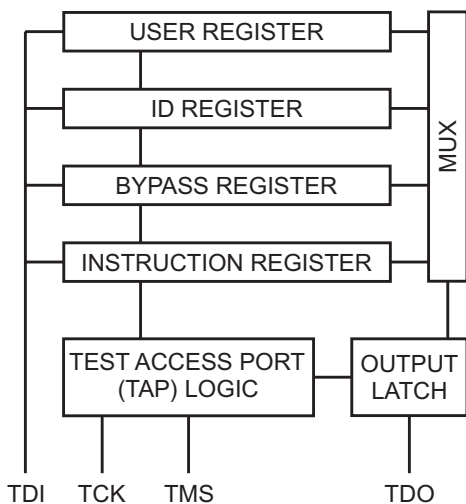 USER REGISTER
ID REGISTER
BYPASS REGISTER
INSTRUCTION REGISTER
MUX
TEST ACCESS PORT
(TAP) LOGIC
OUTPUT
LATCH
TDI
TCK
TMS
TDO